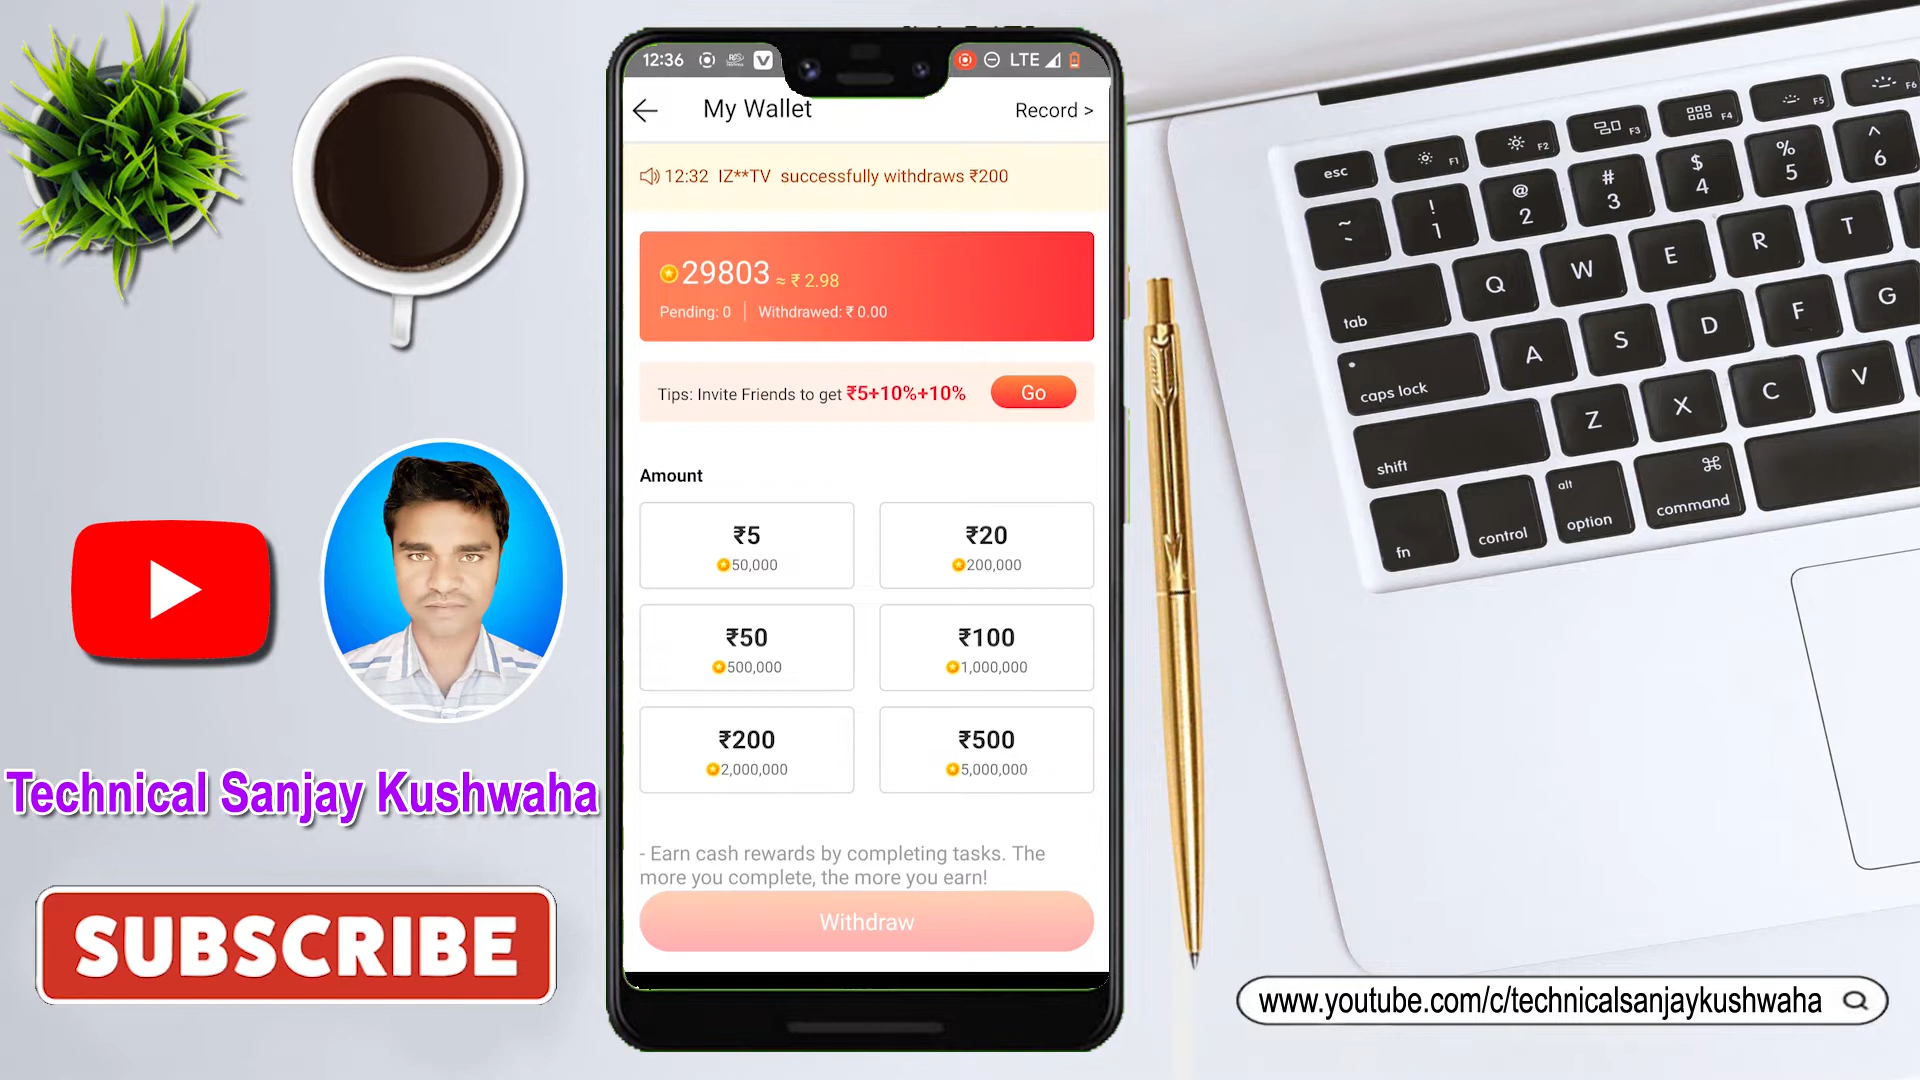 12:36 LTE
My Wallet
Record >
12:32 IZ**TV successfully withdraws ₹200
29803 ≈ ₹ 2.98
Pending: 0 | Withdrawed: ₹ 0.00
Tips: Invite Friends to get ₹5+10%+10%
Go
Amount
₹5
50,000
₹20
200,000
₹50
500,000
₹100
1,000,000
₹200
2,000,000
₹500
5,000,000
- Earn cash rewards by completing tasks. The
more you complete, the more you earn!
Withdraw
Technical Sanjay Kushwaha
SUBSCRIBE
www.youtube.com/c/technicalsanjaykushwaha
esc F1 F2 F3 F4 F5 F6
~ ` ! 1 @ 2 # 3 $ 4 % 5 ^ 6
tab Q W E R T
caps lock A S D F G
shift Z X C V
fn control alt option ⌘ command